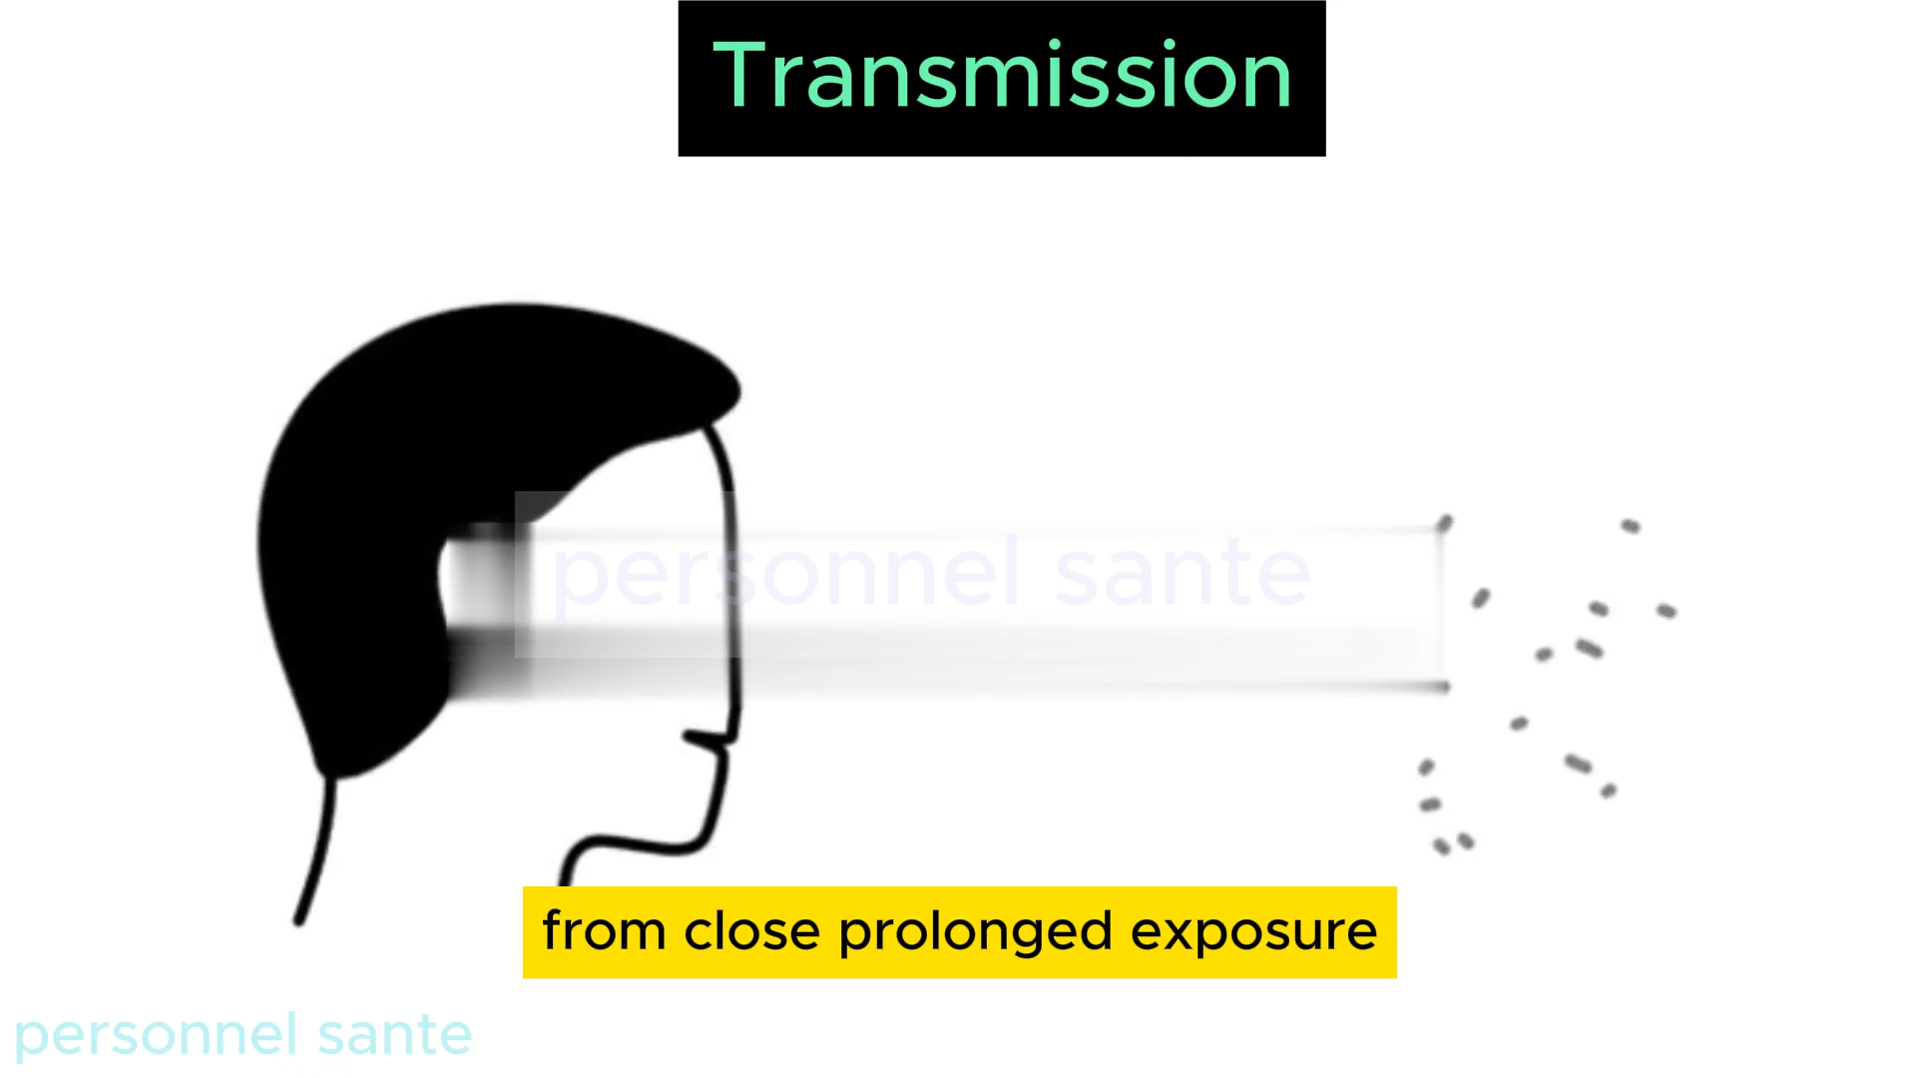 Transmission
personnel sante
from close prolonged exposure
personnel sante